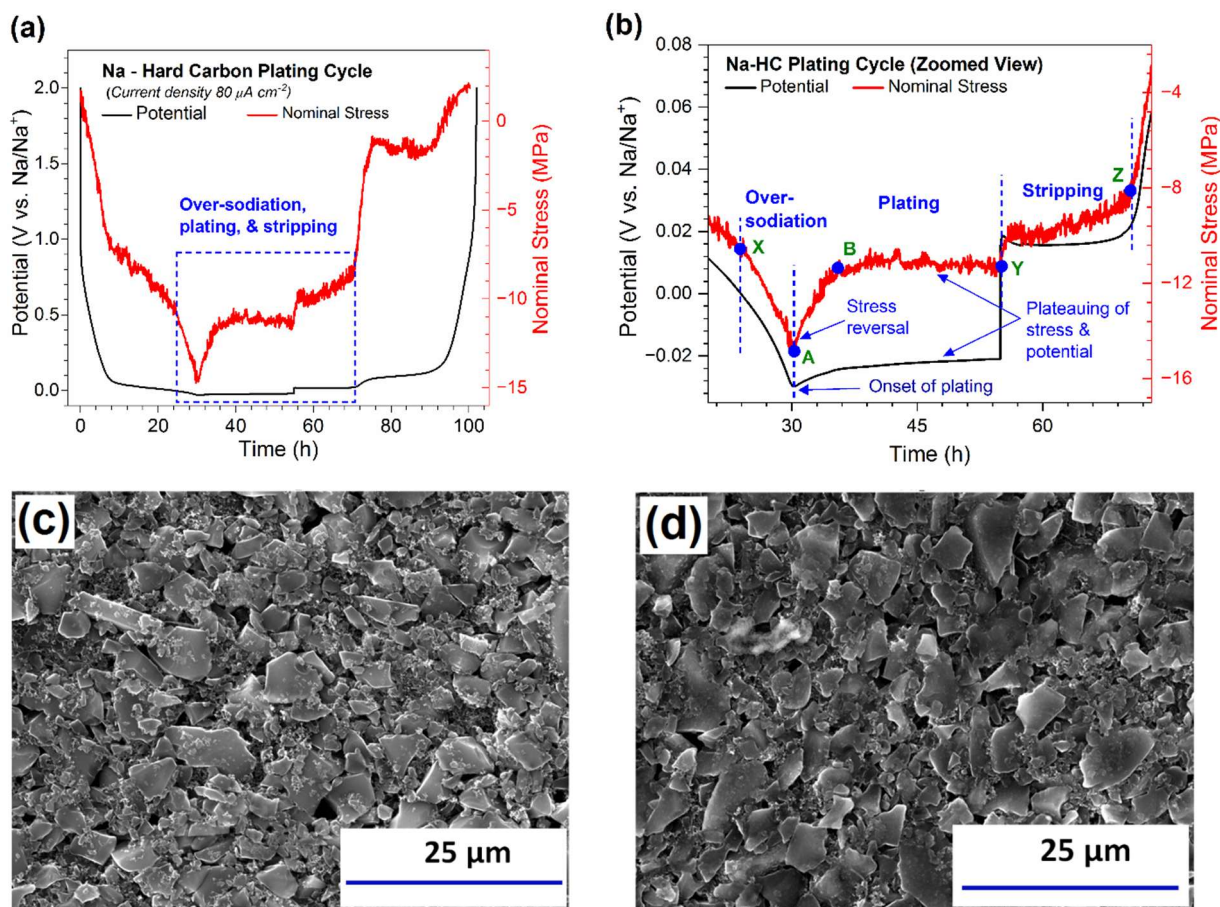 (a)
Na - Hard Carbon Plating Cycle
(Current density 80 μA cm⁻²)
Potential
Nominal Stress
Over-sodiation,
plating, & stripping
Potential (V vs. Na/Na⁺)
2.0
1.5
1.0
0.5
0.0
Nominal Stress (MPa)
0
−5
−10
−15
0 20 40 60 80 100
Time (h)
(b)
Na-HC Plating Cycle (Zoomed View)
Potential
Nominal Stress
Over-
sodiation
Plating
Stripping
X
A
B
Y
Z
Stress
reversal
Plateauing of
stress &
potential
Onset of plating
Potential (V vs. Na/Na⁺)
0.08
0.06
0.04
0.02
0.00
−0.02
Nominal Stress (MPa)
−4
−8
−12
−16
30 45 60
Time (h)
(c)
25 μm
(d)
25 μm